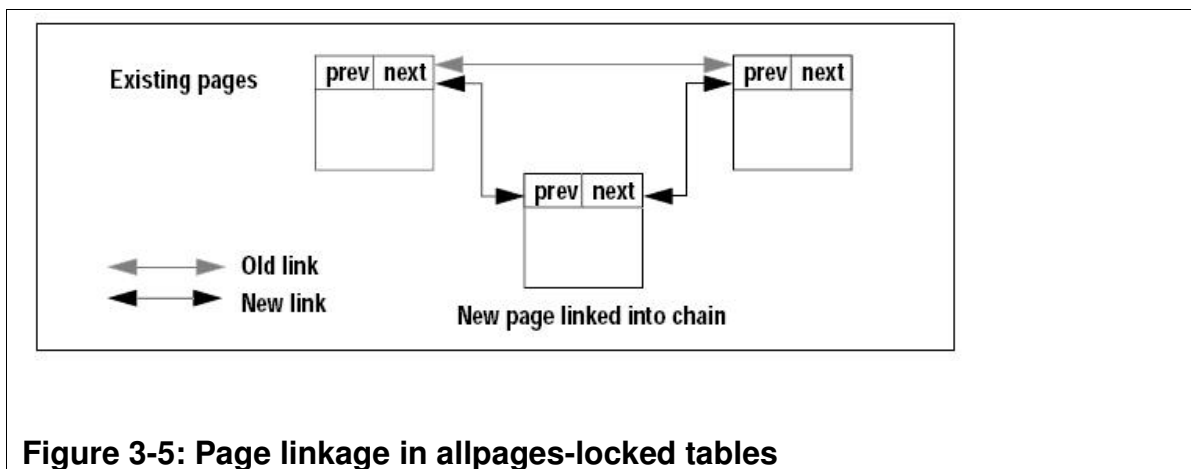 Existing pages
prev next
prev next
prev next
Old link
New link
New page linked into chain
Figure 3-5: Page linkage in allpages-locked tables